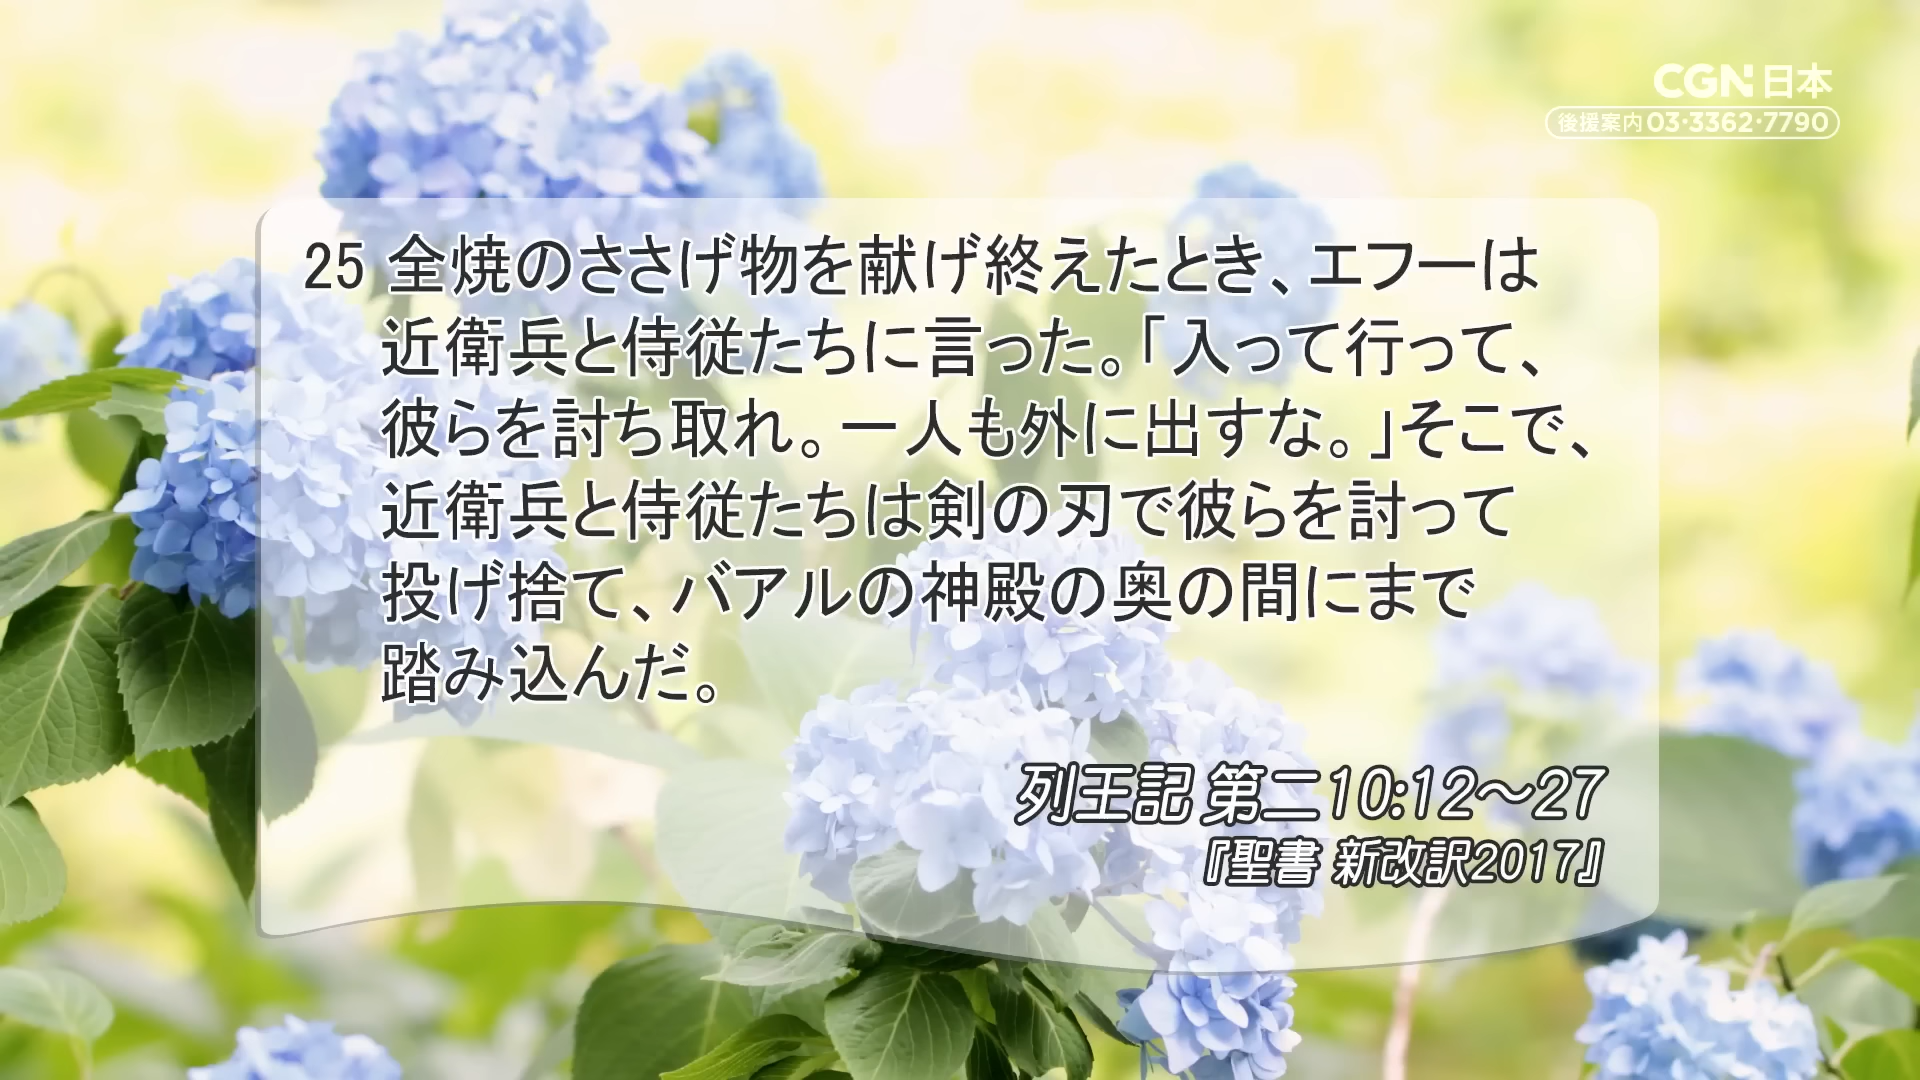 CGN日本
後援案内 03・3362・7790
25 全焼のささげ物を献げ終えたとき、エフーは
近衛兵と侍従たちに言った。「入って行って、
彼らを討ち取れ。一人も外に出すな。」そこで、
近衛兵と侍従たちは剣の刃で彼らを討って
投げ捨て、バアルの神殿の奥の間にまで
踏み込んだ。
列王記 第二10:12～27
『聖書 新改訳2017』